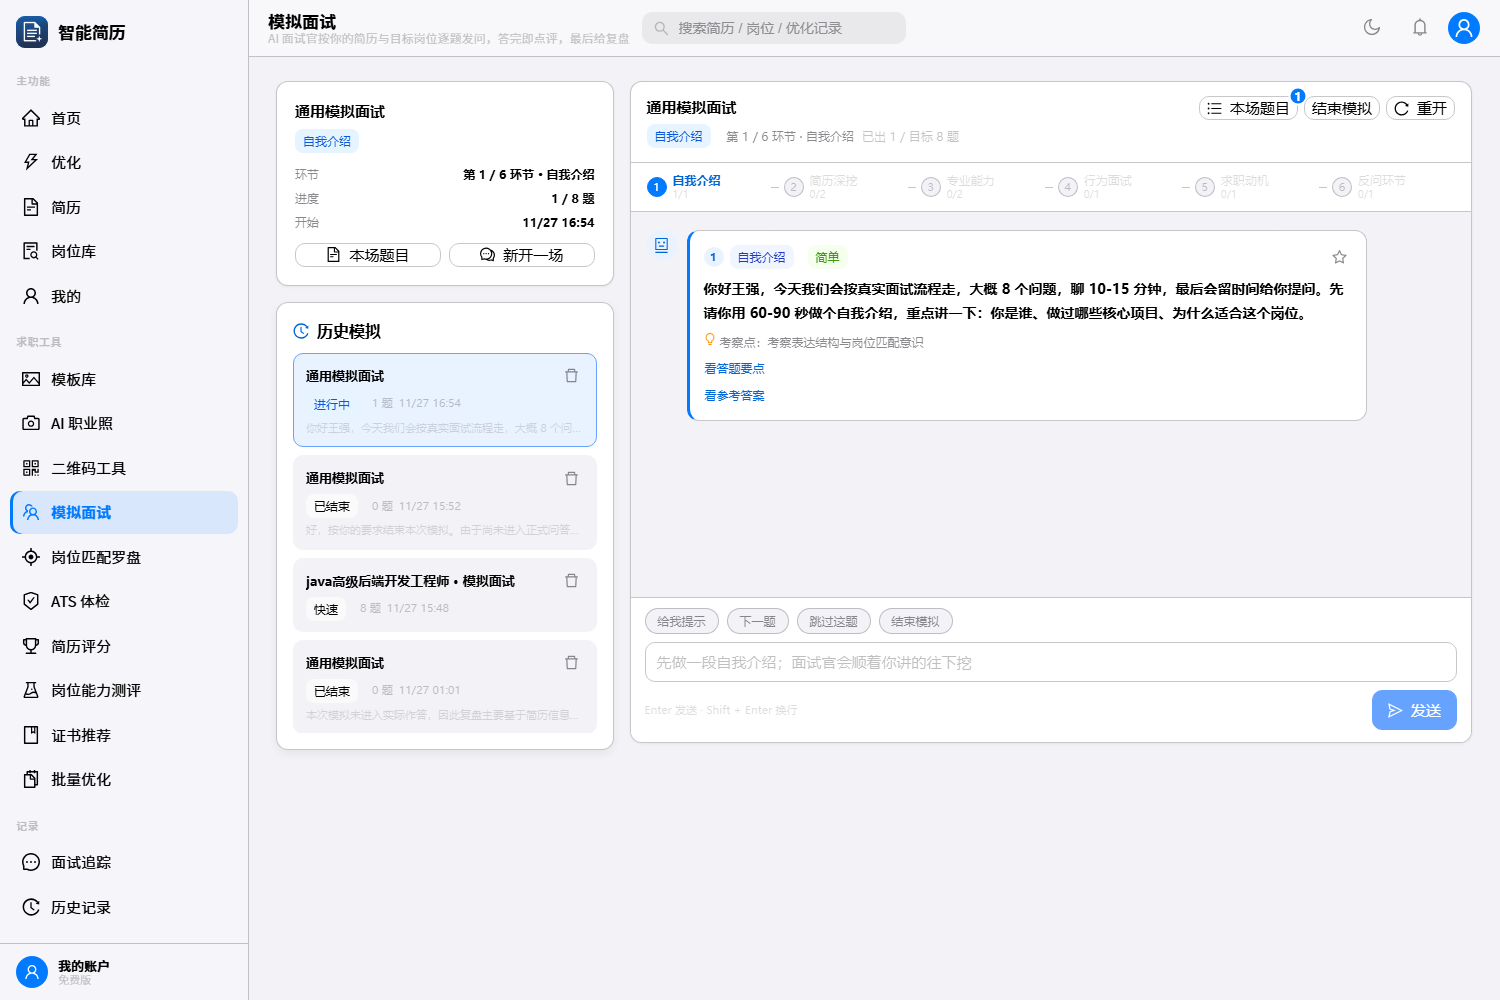 智能简历
主功能
首页
优化
简历
岗位库
我的
求职工具
模板库
AI 职业照
二维码工具
模拟面试
岗位匹配罗盘
ATS 体检
简历评分
岗位能力测评
证书推荐
批量优化
记录
面试追踪
历史记录
我的账户
免费版
模拟面试
AI 面试官按你的简历与目标岗位逐题发问，答完即点评，最后给复盘
搜索简历 / 岗位 / 优化记录
通用模拟面试
自我介绍
环节 第 1 / 6 环节 • 自我介绍
进度 1 / 8 题
开始 11/27 16:54
本场题目 新开一场
历史模拟
通用模拟面试
进行中 1 题 11/27 16:54
你好王强，今天我们会按真实面试流程走，大概 8 个问...
通用模拟面试
已结束 0 题 11/27 15:52
好，按你的要求结束本次模拟。由于尚未进入正式问答...
java高级后端开发工程师 • 模拟面试
快速 8 题 11/27 15:48
通用模拟面试
已结束 0 题 11/27 01:01
本次模拟未进入实际作答，因此复盘主要基于简历信息...
通用模拟面试
本场题目 1 结束模拟 重开
自我介绍 第 1 / 6 环节 · 自我介绍 已出 1 / 目标 8 题
1 自我介绍 1/1
2 简历深挖 0/2
3 专业能力 0/2
4 行为面试 0/1
5 求职动机 0/1
6 反问环节 0/1
1 自我介绍 简单
你好王强，今天我们会按真实面试流程走，大概 8 个问题，聊 10-15 分钟，最后会留时间给你提问。先
请你用 60-90 秒做个自我介绍，重点讲一下：你是谁、做过哪些核心项目、为什么适合这个岗位。
考察点：考察表达结构与岗位匹配意识
看答题要点
看参考答案
给我提示 下一题 跳过这题 结束模拟
先做一段自我介绍；面试官会顺着你讲的往下挖
Enter 发送 · Shift + Enter 换行
发送